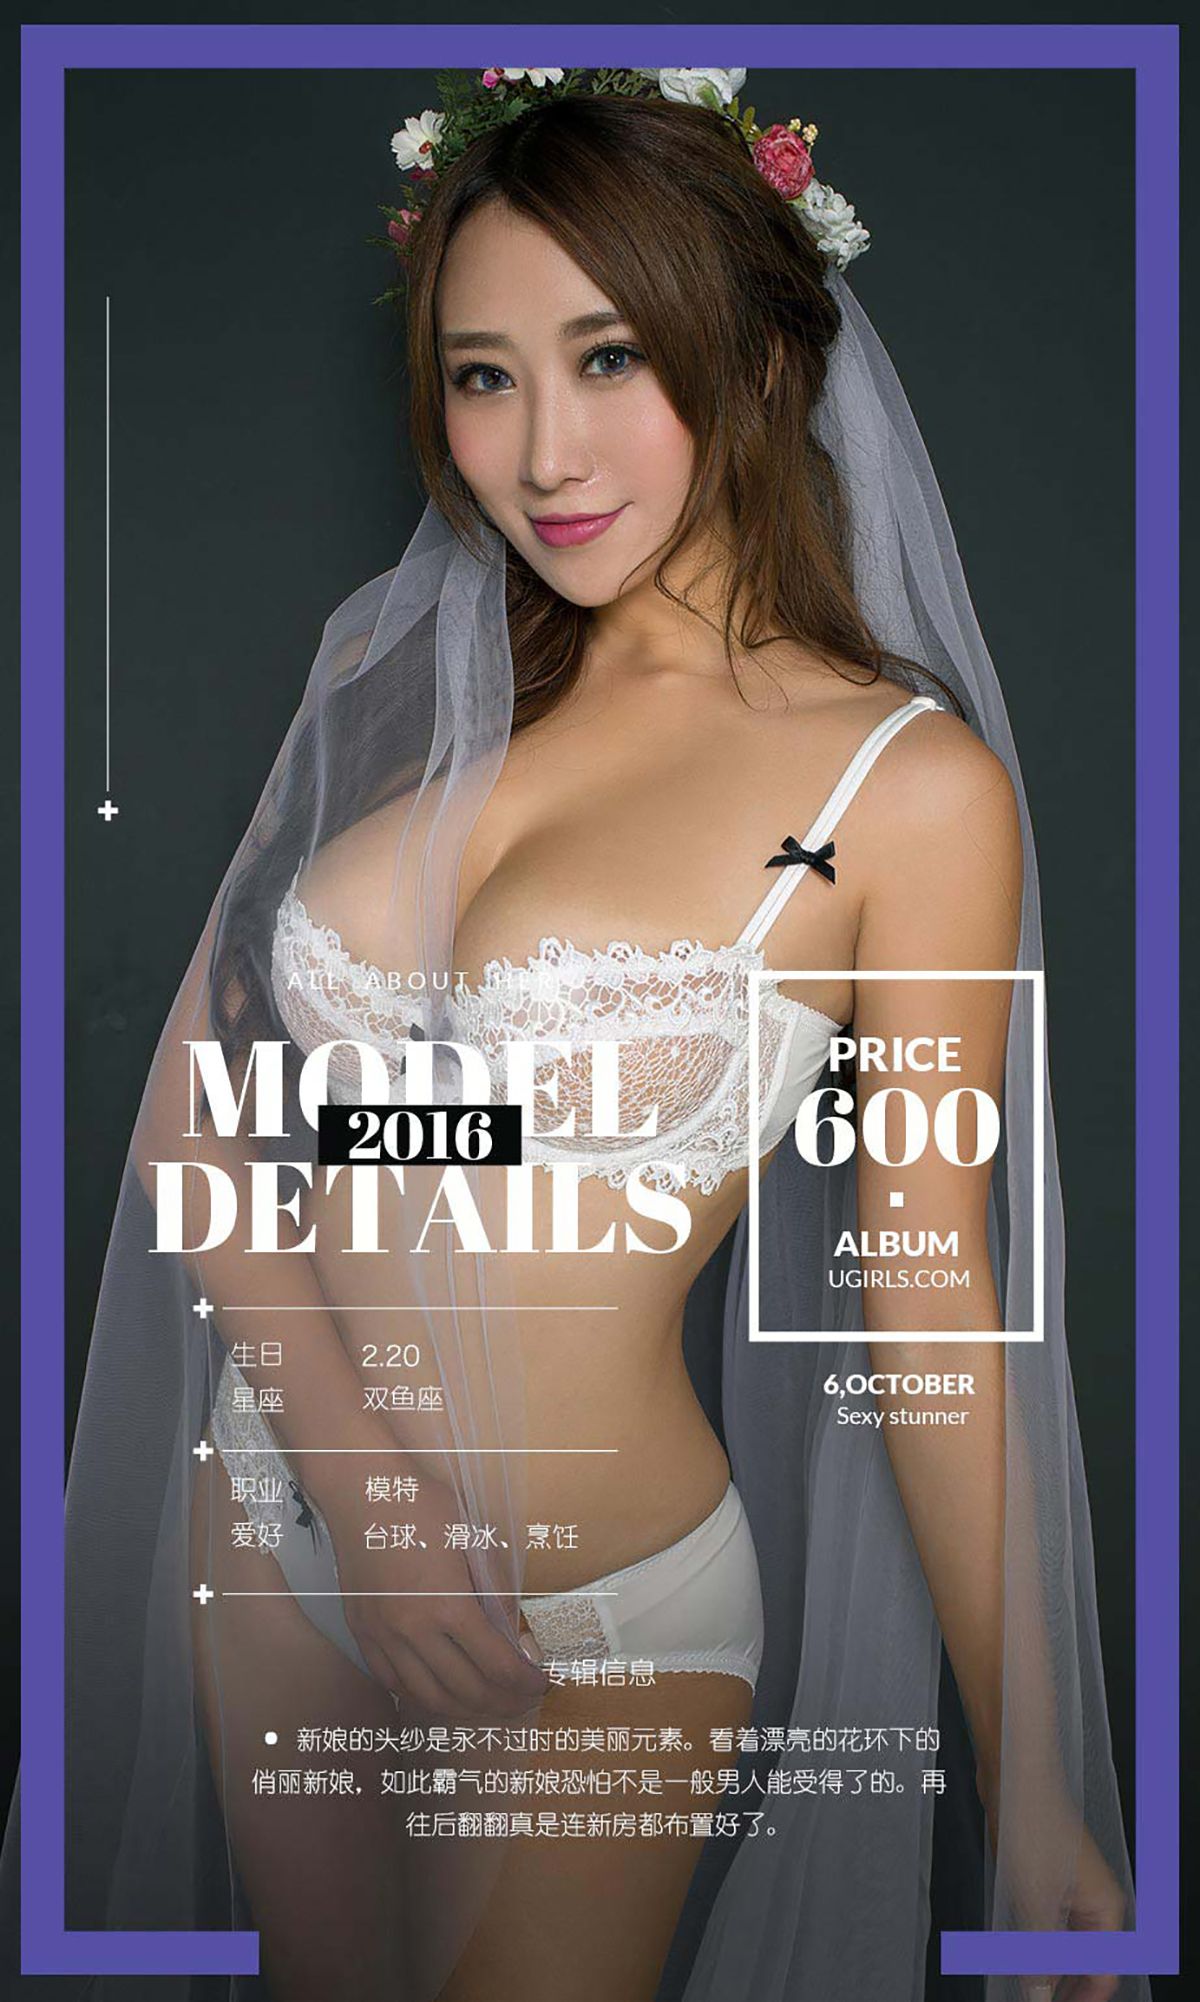 ALL ABOUT HER
MODEL
2016
DETAILS
PRICE
600
ALBUM
UGIRLS.COM
6,OCTOBER
Sexy stunner
生日 2.20
星座 双鱼座
职业 模特
爱好 台球、滑冰、烹饪
专辑信息
● 新娘的头纱是永不过时的美丽元素。看着漂亮的花环下的
俏丽新娘，如此霸气的新娘恐怕不是一般男人能受得了的。再
往后翻翻真是连新房都布置好了。